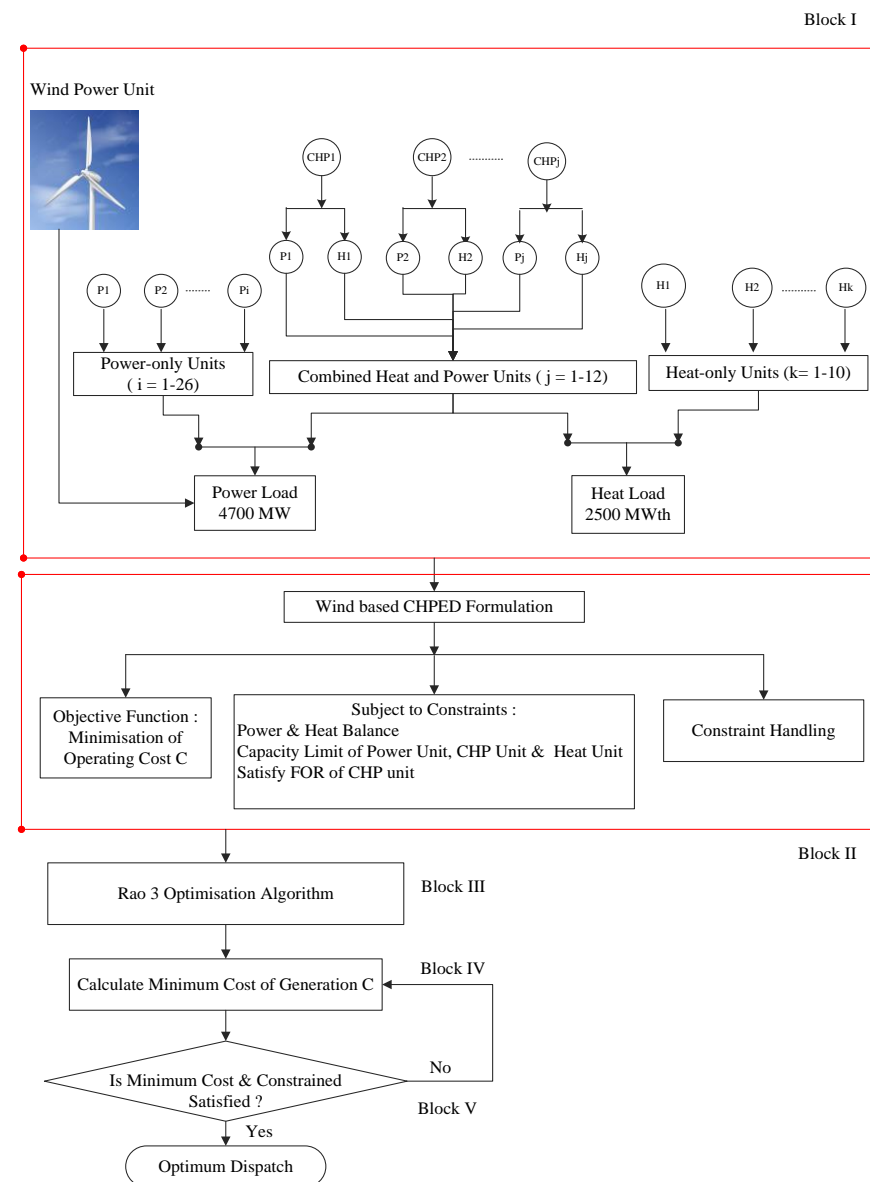 Block I
Wind Power Unit
CHP1 CHP2 ........... CHPj
P1 H1 P2 H2 Pj Hj
P1 P2 ........ Pi
H1 H2 .......... Hk
Power-only Units
( i = 1-26)
Combined Heat and Power Units ( j = 1-12)
Heat-only Units (k= 1-10)
Power Load
4700 MW
Heat Load
2500 MWth
Wind based CHPED Formulation
Objective Function :
Minimisation of
Operating Cost C
Subject to Constraints :
Power & Heat Balance
Capacity Limit of Power Unit, CHP Unit & Heat Unit
Satisfy FOR of CHP unit
Constraint Handling
Block II
Rao 3 Optimisation Algorithm
Block III
Block IV
Calculate Minimum Cost of Generation C
No
Is Minimum Cost & Constrained
Satisfied ?
Block V
Yes
Optimum Dispatch